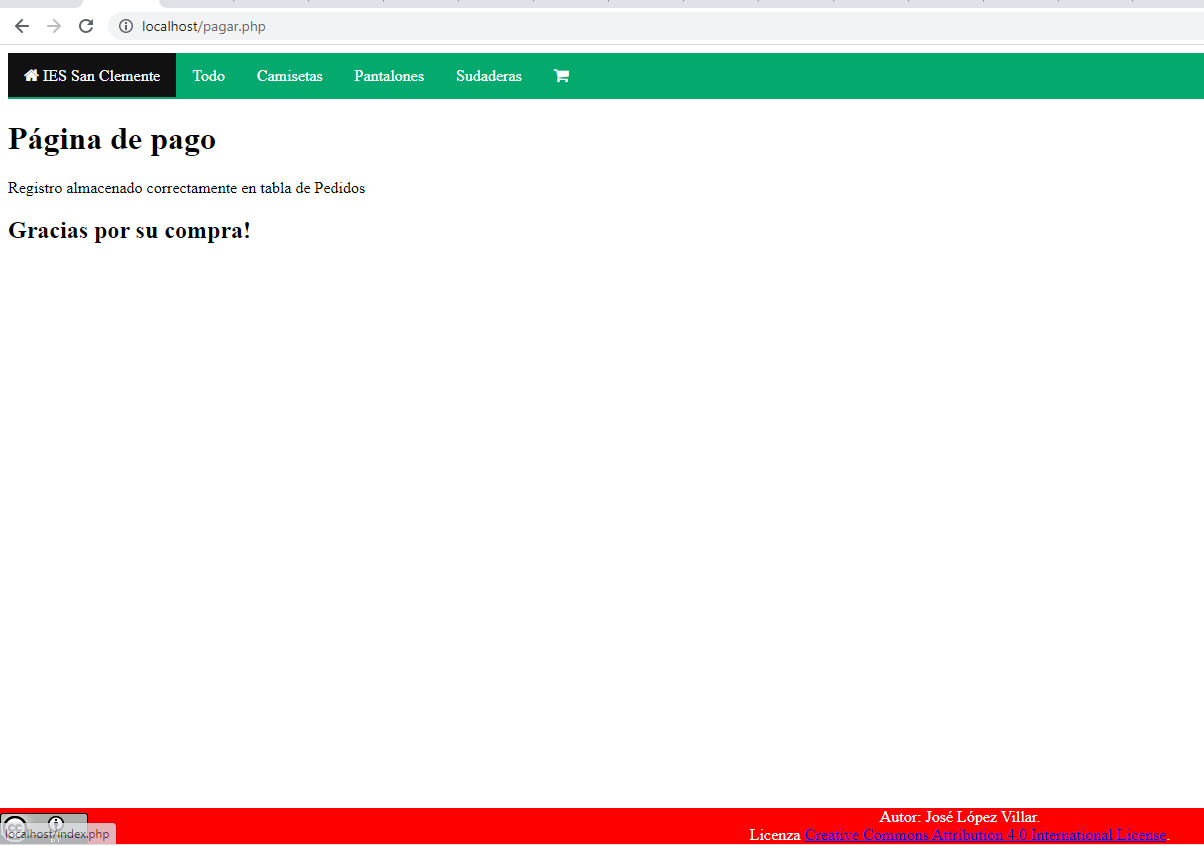 localhost/pagar.php
IES San Clemente Todo Camisetas Pantalones Sudaderas
Página de pago
Registro almacenado correctamente en tabla de Pedidos
Gracias por su compra!
Autor: José López Villar.
localhost/index.php
Licenza Creative Commons Attribution 4.0 International License.